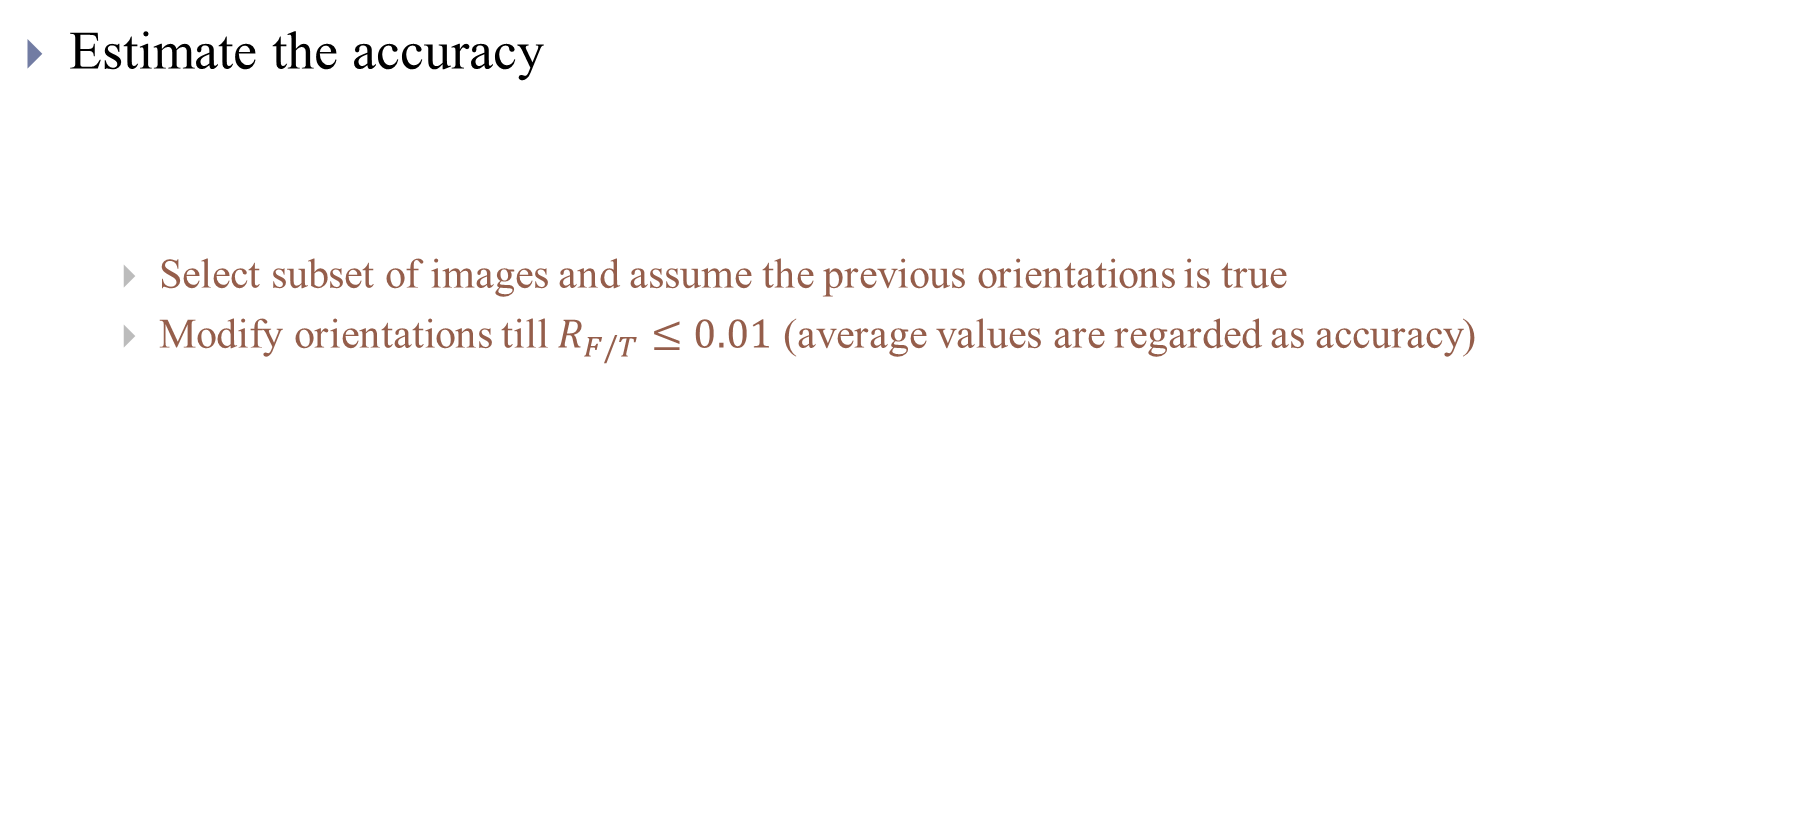 Estimate the accuracy
Select subset of images and assume the previous orientations is true
Modify orientations till $R_{F/T} \leq 0.01$ (average values are regarded as accuracy)